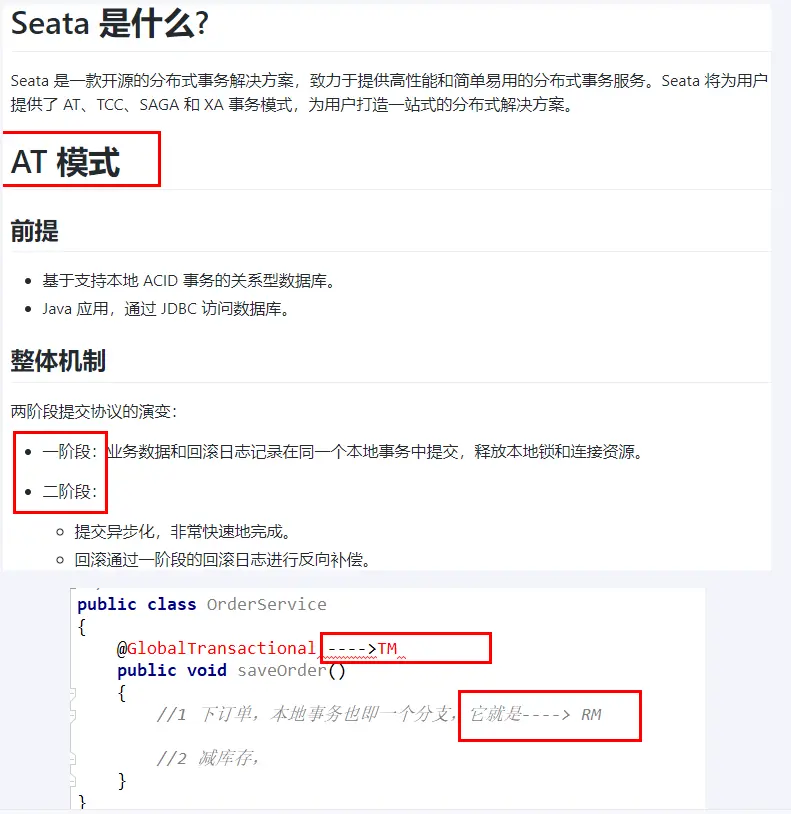 Seata 是什么?
Seata 是一款开源的分布式事务解决方案，致力于提供高性能和简单易用的分布式事务服务。Seata 将为用户
提供了 AT、TCC、SAGA 和 XA 事务模式，为用户打造一站式的分布式解决方案。
AT 模式
前提
• 基于支持本地 ACID 事务的关系型数据库。
• Java 应用，通过 JDBC 访问数据库。
整体机制
两阶段提交协议的演变：
• 一阶段：业务数据和回滚日志记录在同一个本地事务中提交，释放本地锁和连接资源。
• 二阶段：
○ 提交异步化，非常快速地完成。
○ 回滚通过一阶段的回滚日志进行反向补偿。
public class OrderService
{
@GlobalTransactional ---->TM
public void saveOrder()
{
//1 下订单，本地事务也即一个分支，它就是----> RM
//2 减库存，
}
}